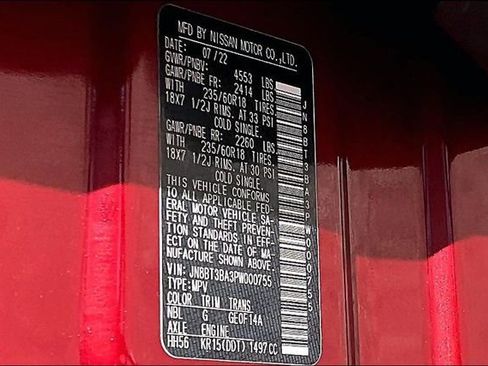 MFD BY NISSAN MOTOR CO.,LTD.
DATE: 07/22
GVWR/PNBV: 4553 LBS
GAWR/PNBE FR: 2414 LBS
WITH 235/60R18 TIRES
18X7 1/2J RIMS, AT 33 PSI
COLD SINGLE.
GAWR/PNBE RR: 2260 LBS
WITH 235/60R18 TIRES,
18X7 1/2J RIMS, AT 30 PSI
COLD SINGLE.
THIS VEHICLE CONFORMS
TO ALL APPLICABLE FED-
ERAL MOTOR VEHICLE SA-
FETY AND THEFT PREVEN-
TION STANDARDS IN EFF-
ECT ON THE DATE OF MA-
NUFACTURE SHOWN ABOVE.
VIN: JN8BT3BA3PW000755
TYPE:MPV
COLOR TRIM TRANS
NBL G GE0F14A
AXLE ENGINE
HH56 KR15(DDT) 1497CC
JN8BT3BA3PW000755